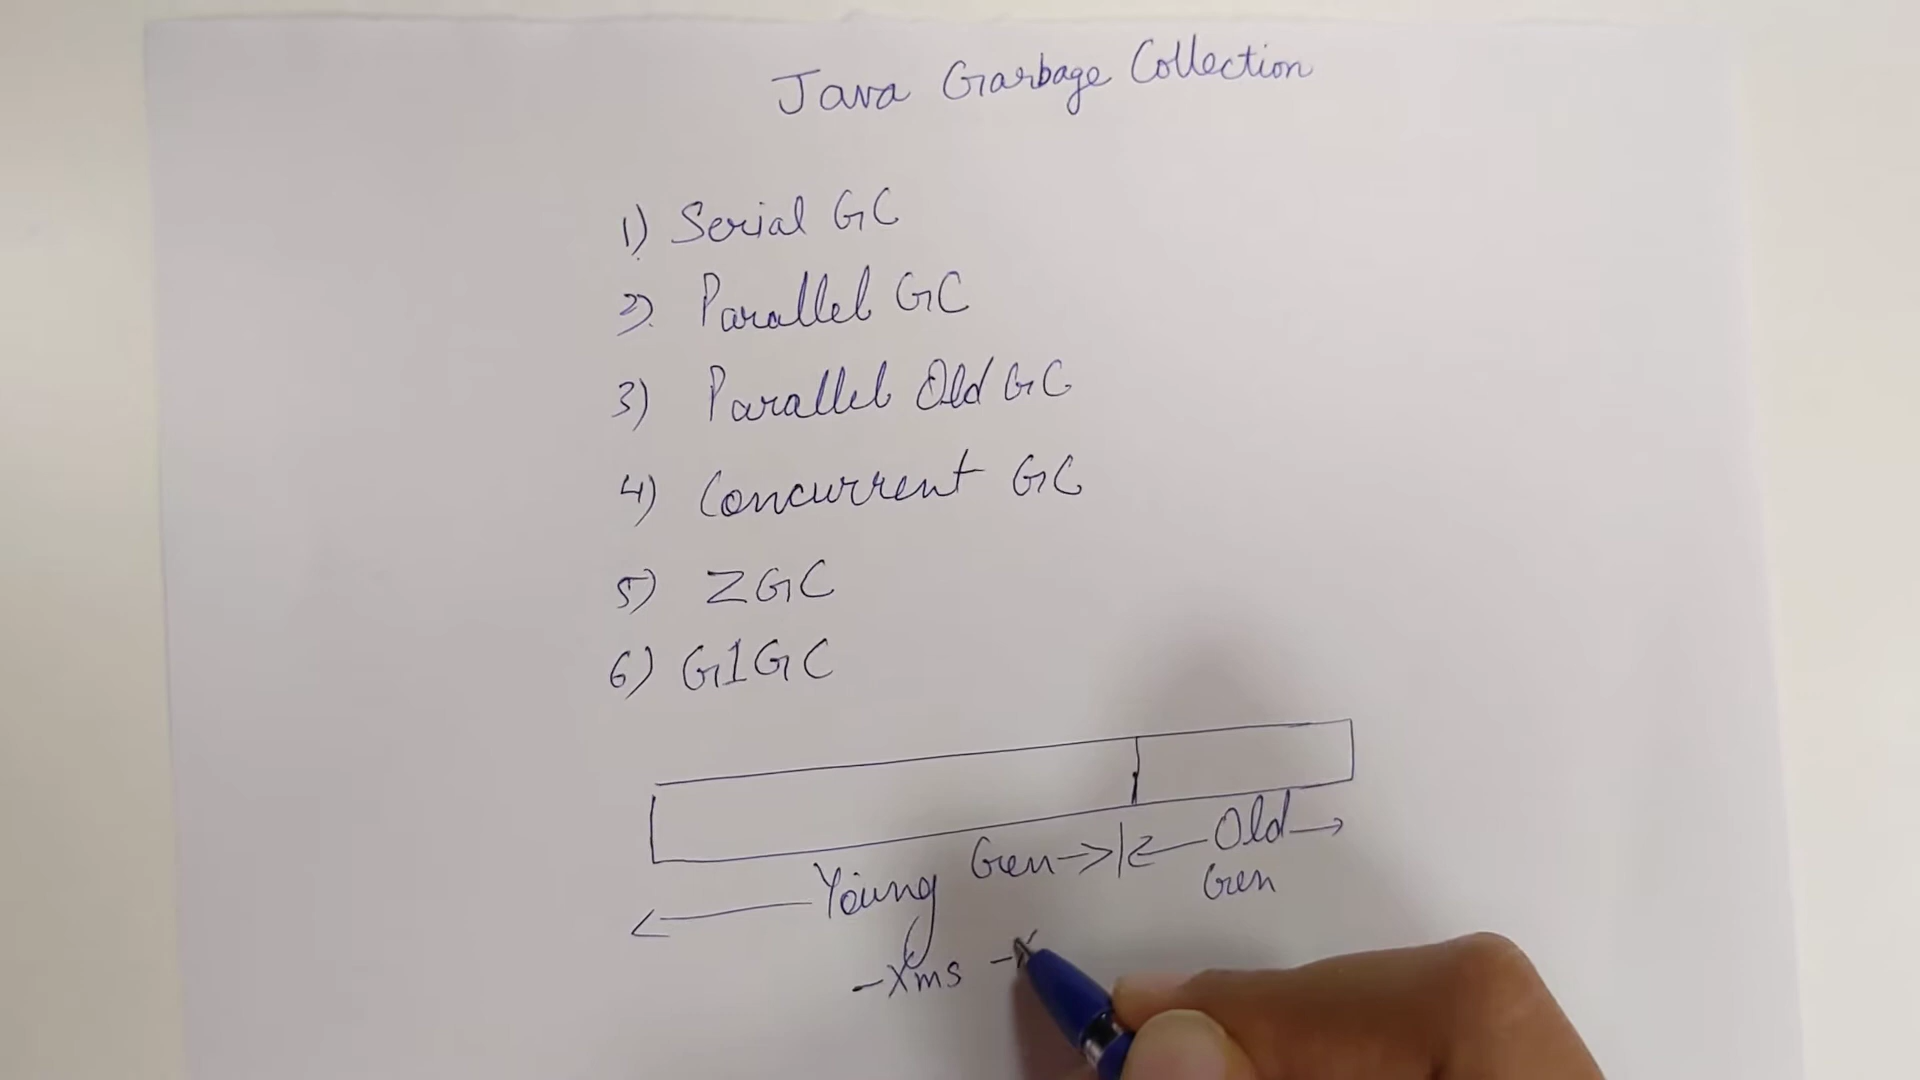 Java Garbage Collection
1) Serial GC
2) Parallel GC
3) Parallel Old GC
4) Concurrent GC
5) ZGC
6) G1GC
Young Gen Old
Gen
-Xms -X